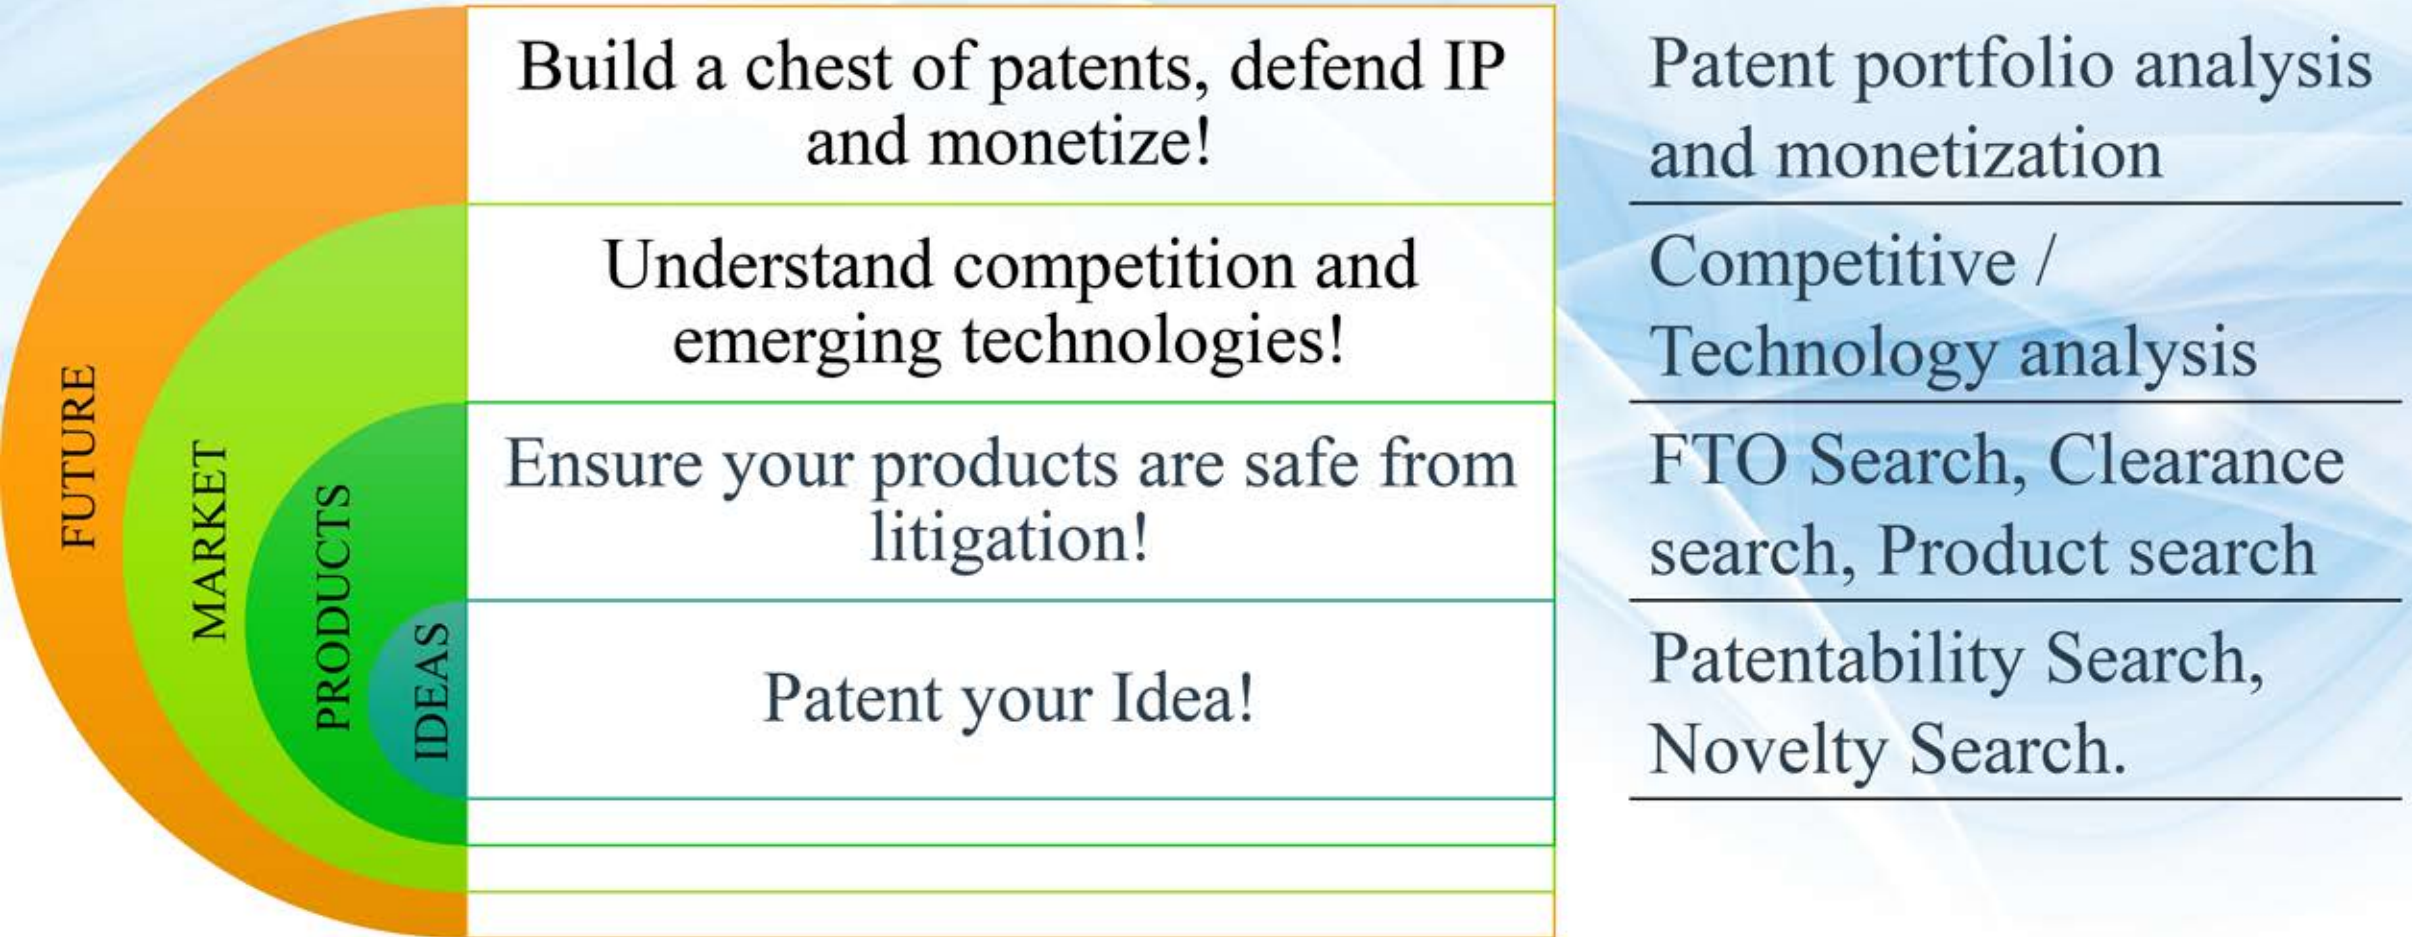 FUTURE
MARKET
PRODUCTS
IDEAS
Build a chest of patents, defend IP
and monetize!
Understand competition and
emerging technologies!
Ensure your products are safe from
litigation!
Patent your Idea!
Patent portfolio analysis
and monetization
Competitive /
Technology analysis
FTO Search, Clearance
search, Product search
Patentability Search,
Novelty Search.